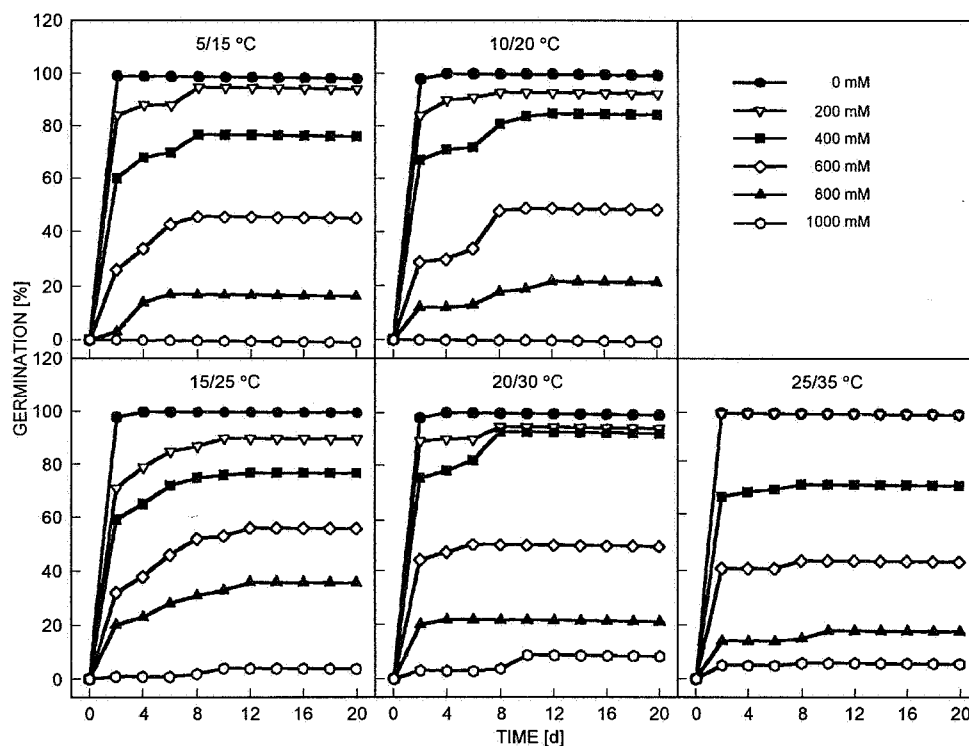 120
100
80
60
40
20
0
5/15 °C
10/20 °C
0 mM
200 mM
400 mM
600 mM
800 mM
1000 mM
GERMINATION [%]
120
100
80
60
40
20
0
15/25 °C
20/30 °C
25/35 °C
0 4 8 12 16 20
0 4 8 12 16 20
0 4 8 12 16 20
TIME [d]